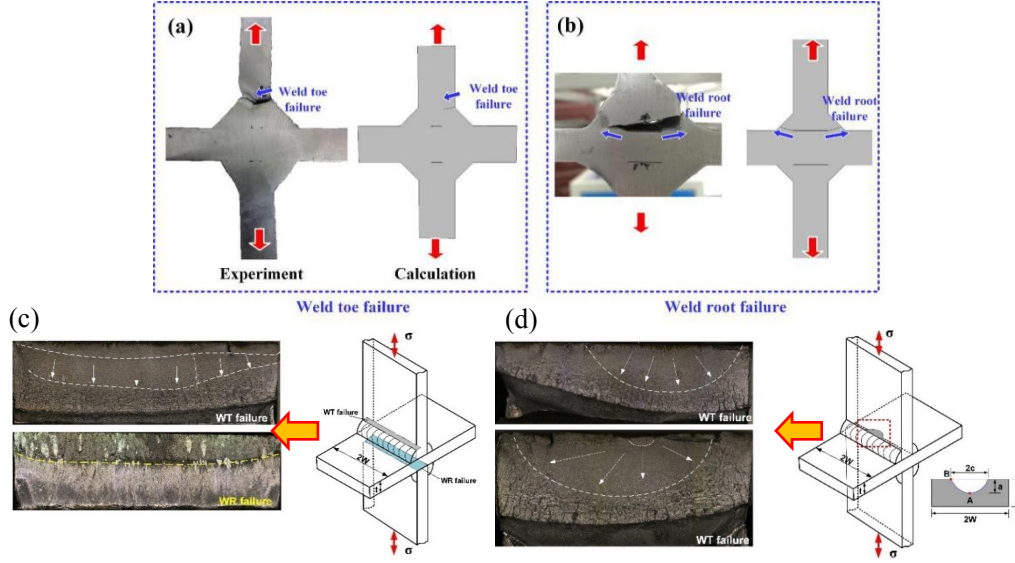 (a)
Weld toe
failure
Weld toe
failure
Experiment
Calculation
Weld toe failure
(b)
Weld root
failure
Weld root
failure
Weld root failure
(c)
WT failure
WR failure
σ
WT failure
2W
t
WR failure
σ
(d)
WT failure
WT failure
σ
2W
t
σ
B
2c
a
A
2W